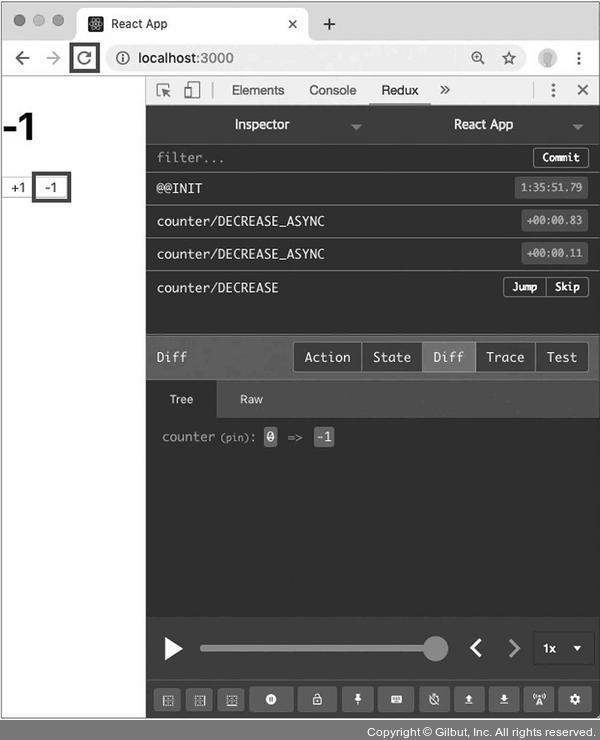 React App
localhost:3000
Elements Console Redux
Inspector React App
filter... Commit
@@INIT 1:35:51.79
counter/DECREASE_ASYNC +00:00.83
counter/DECREASE_ASYNC +00:00.11
counter/DECREASE Jump Skip
-1
+1 -1
Diff Action State Diff Trace Test
Tree Raw
counter (pin): 0 => -1
1x
Copyright © Gilbut, Inc. All rights reserved.